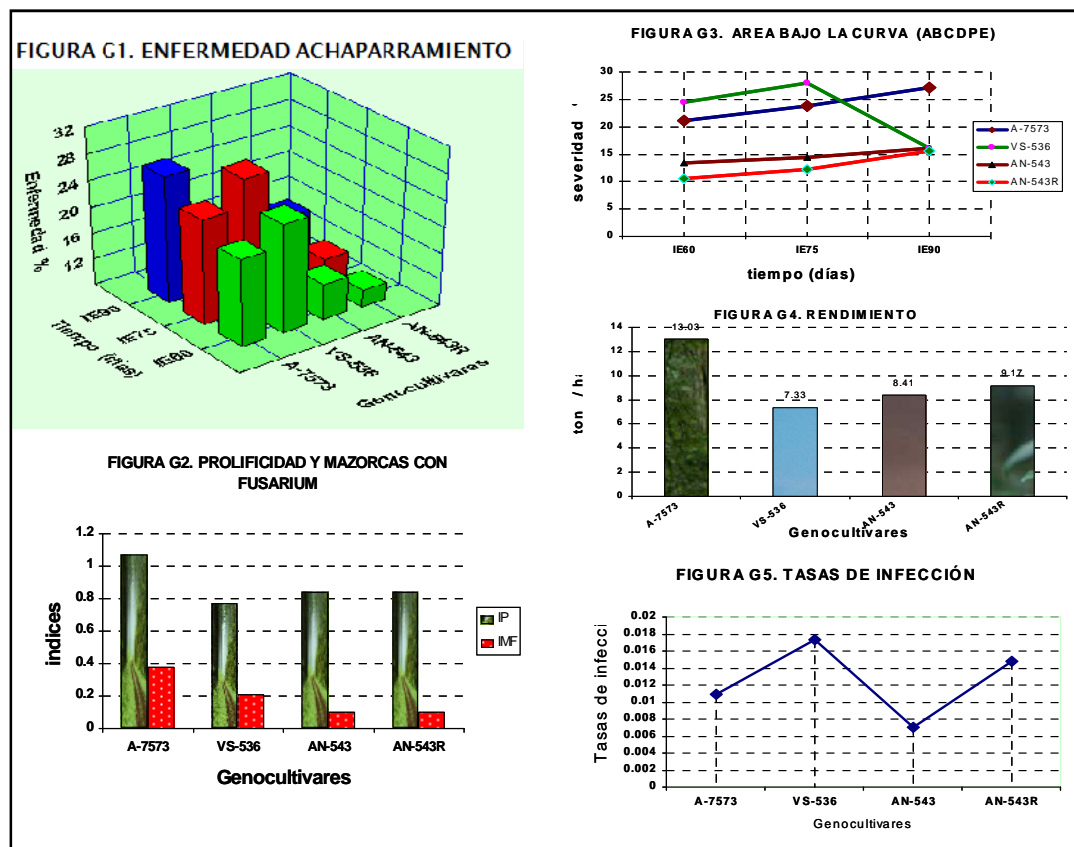 FIGURA G1. ENFERMEDAD ACHAPARRAMIENTO
32
28
24
20
16
12
Enfermedad %
IE90
IE75
IE60
Tiempo (días)
A-7573
VS-536
AN-543
AN-543R
Genocultivares
FIGURA G2. PROLIFICIDAD Y MAZORCAS CON
FUSARIUM
1.2
1
0.8
0.6
0.4
0.2
0
indices
IP
IMF
A-7573
VS-536
AN-543
AN-543R
Genocultivares
FIGURA G3. AREA BAJO LA CURVA (ABCDPE)
30
25
20
15
10
5
0
severidad
A-7573
VS-536
AN-543
AN-543R
IE60
IE75
IE90
tiempo (días)
FIGURA G4. RENDIMIENTO
14
12
10
8
6
4
2
0
ton / ha
13.03
7.33
8.41
9.17
A-7573
VS-536
AN-543
AN-543R
Genocultivares
FIGURA G5. TASAS DE INFECCIÓN
0.02
0.018
0.016
0.014
0.012
0.01
0.008
0.006
0.004
0.002
0
Tasas de infecci
A-7573
VS-536
AN-543
AN-543R
Genocultivares